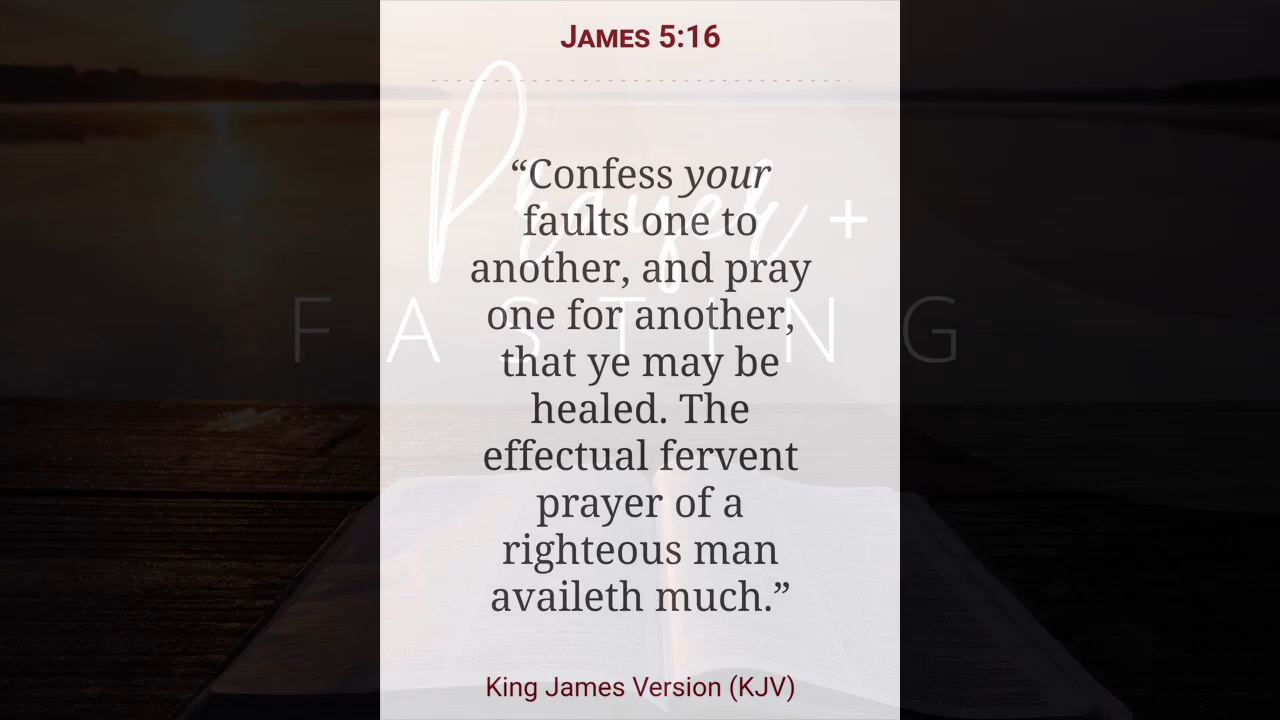 James 5:16
Prayer +
FASTING
“Confess your
faults one to
another, and pray
one for another,
that ye may be
healed. The
effectual fervent
prayer of a
righteous man
availeth much.”
King James Version (KJV)